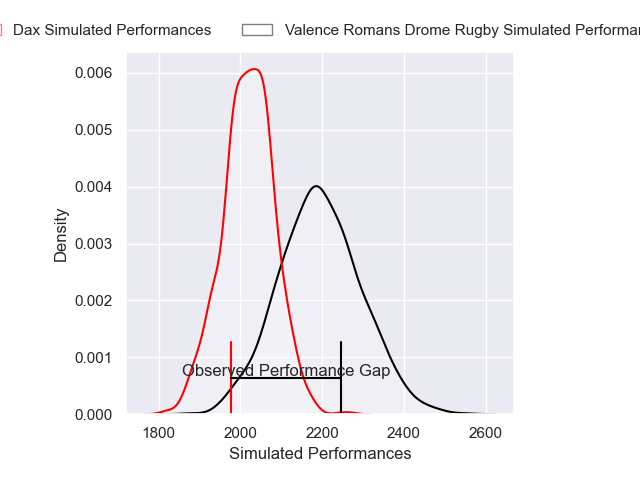 Dax Simulated Performances
Valence Romans Drome Rugby Simulated
0.006
0.005
0.004
0.003
0.002
0.001
0.000
Density
Observed Performance Gap
1800 2000 2200 2400 2600
Simulated Performances